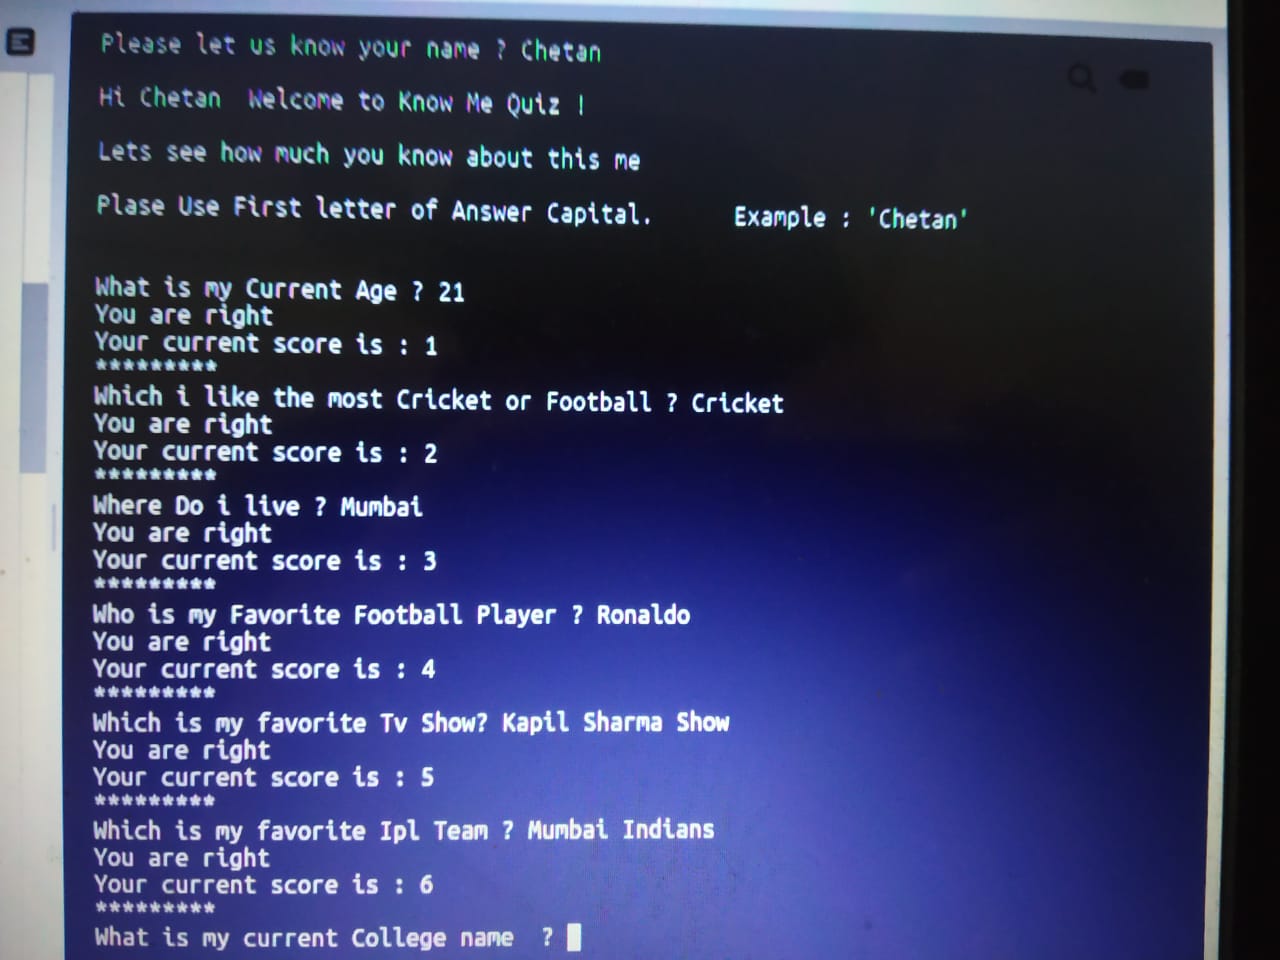 Please let us know your name ? Chetan
Hi Chetan  Welcome to Know Me Quiz !
Lets see how much you know about this me
Plase Use First letter of Answer Capital.      Example : 'Chetan'
What is my Current Age ? 21
You are right
Your current score is : 1
*********
Which i like the most Cricket or Football ? Cricket
You are right
Your current score is : 2
*********
Where Do i live ? Mumbai
You are right
Your current score is : 3
*********
Who is my Favorite Football Player ? Ronaldo
You are right
Your current score is : 4
*********
Which is my favorite Tv Show? Kapil Sharma Show
You are right
Your current score is : 5
*********
Which is my favorite Ipl Team ? Mumbai Indians
You are right
Your current score is : 6
*********
What is my current College name  ?